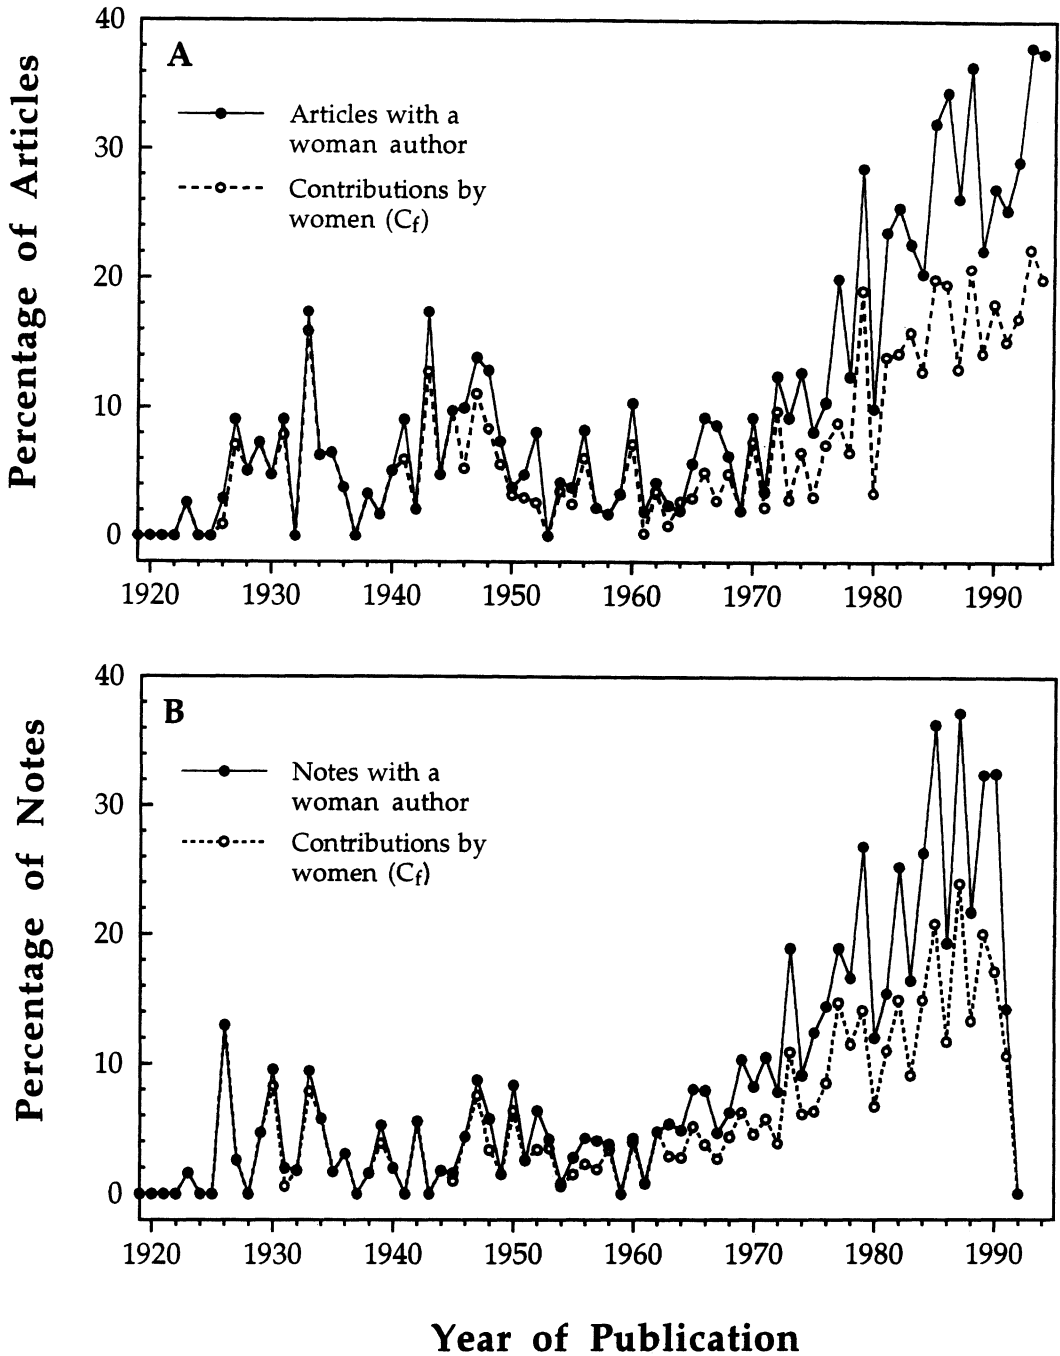 Percentage of Articles
40
30
20
10
0
A
Articles with a
woman author
Contributions by
women (Cf)
1920 1930 1940 1950 1960 1970 1980 1990
Percentage of Notes
40
30
20
10
0
B
Notes with a
woman author
Contributions by
women (Cf)
1920 1930 1940 1950 1960 1970 1980 1990
Year of Publication